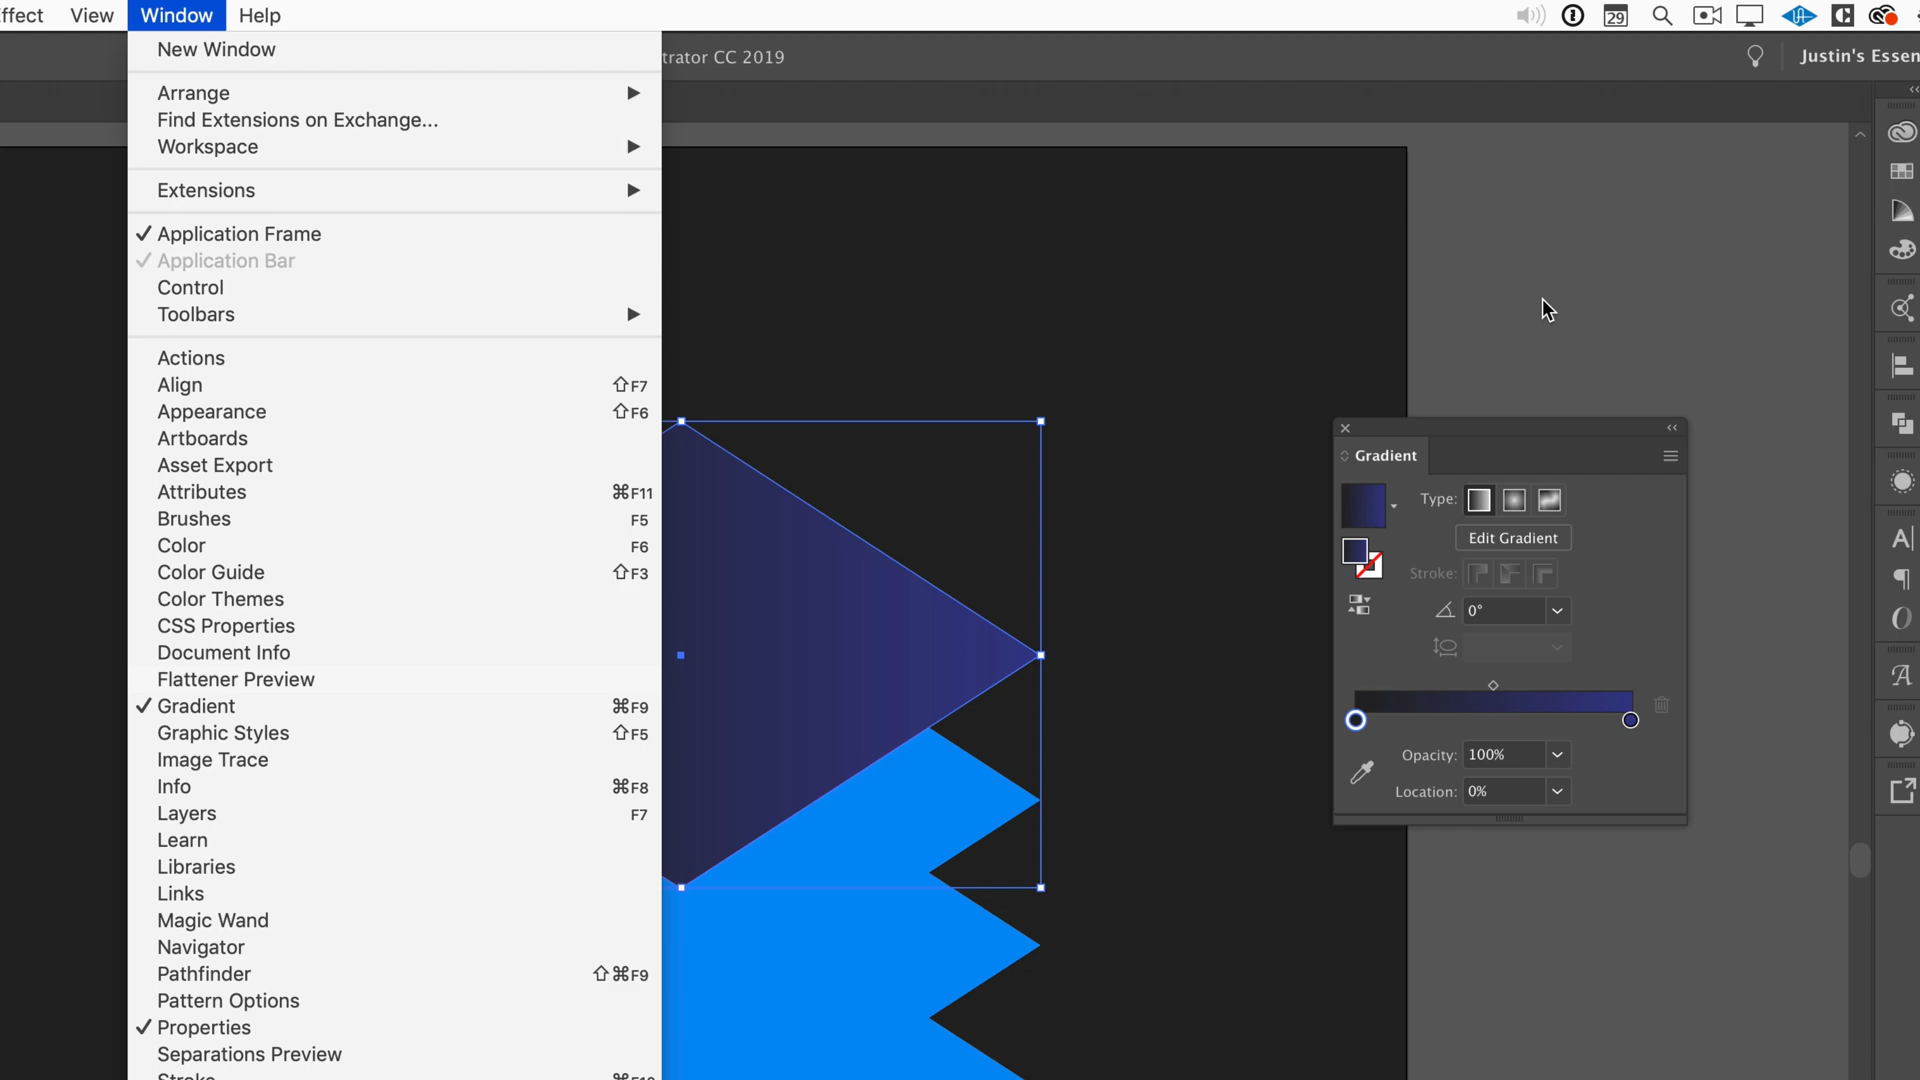 ffect View Window Help
29
New Window
trator CC 2019
Justin's Essen
Arrange
Find Extensions on Exchange...
Workspace
Extensions
✓ Application Frame
✓ Application Bar
Control
Toolbars
Actions
Align ⇧F7
Appearance ⇧F6
Artboards
Asset Export
Attributes ⌘F11
Brushes F5
Color F6
Color Guide ⇧F3
Color Themes
CSS Properties
Document Info
Flattener Preview
✓ Gradient ⌘F9
Graphic Styles ⇧F5
Image Trace
Info ⌘F8
Layers F7
Learn
Libraries
Links
Magic Wand
Navigator
Pathfinder ⇧⌘F9
Pattern Options
✓ Properties
Separations Preview
Stroke ⌘F10
Gradient
Type:
Edit Gradient
Stroke:
0°
Opacity: 100%
Location: 0%